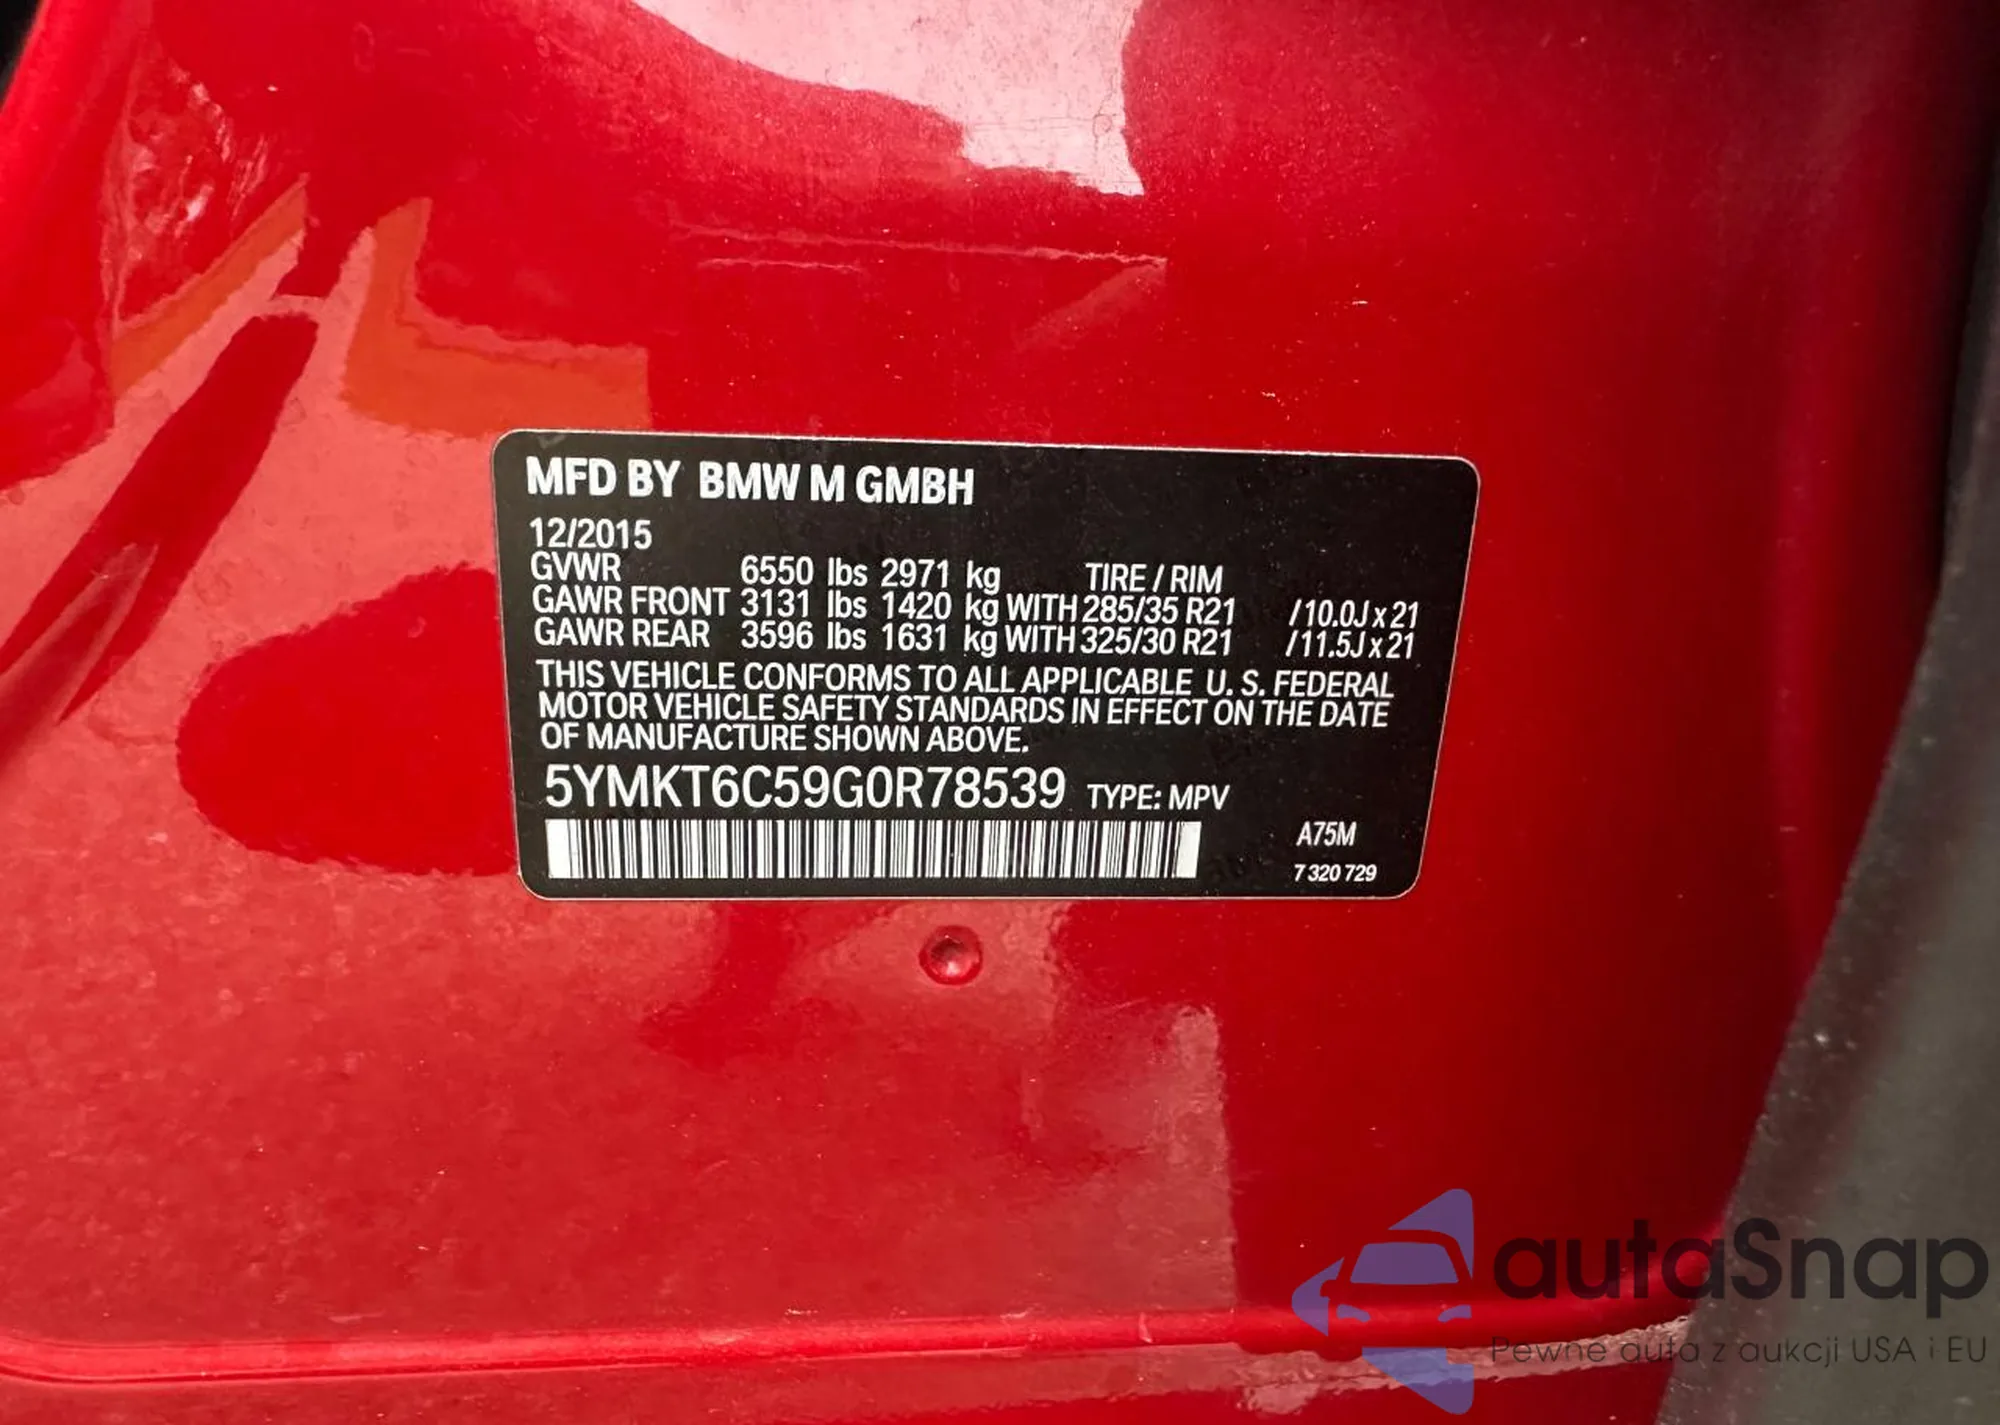 MFD BY BMW M GMBH
12/2015
GVWR 6550 lbs 2971 kg TIRE / RIM
GAWR FRONT 3131 lbs 1420 kg WITH 285/35 R21 /10.0J x 21
GAWR REAR 3596 lbs 1631 kg WITH 325/30 R21 /11.5J x 21
THIS VEHICLE CONFORMS TO ALL APPLICABLE U. S. FEDERAL
MOTOR VEHICLE SAFETY STANDARDS IN EFFECT ON THE DATE
OF MANUFACTURE SHOWN ABOVE.
5YMKT6C59G0R78539 TYPE: MPV
A75M
7 320 729
autaSnap
Pewne auta z aukcji USA i EU